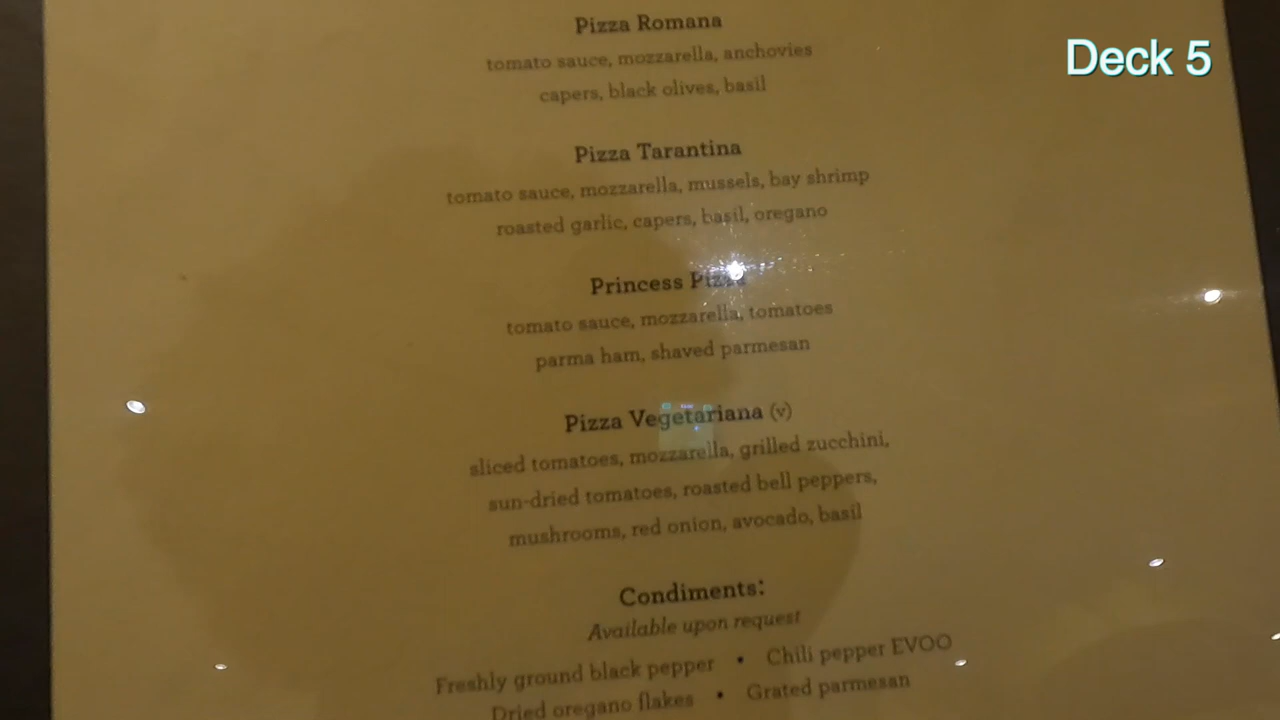 Deck 5
Pizza Romana
tomato sauce, mozzarella, anchovies
capers, black olives, basil
Pizza Tarantina
tomato sauce, mozzarella, mussels, bay shrimp
roasted garlic, capers, basil, oregano
Princess Pizza
tomato sauce, mozzarella, tomatoes
parma ham, shaved parmesan
Pizza Vegetariana (v)
sliced tomatoes, mozzarella, grilled zucchini,
sun-dried tomatoes, roasted bell peppers,
mushrooms, red onion, avocado, basil
Condiments:
Available upon request
Freshly ground black pepper • Chili pepper EVOO
Dried oregano flakes • Grated parmesan